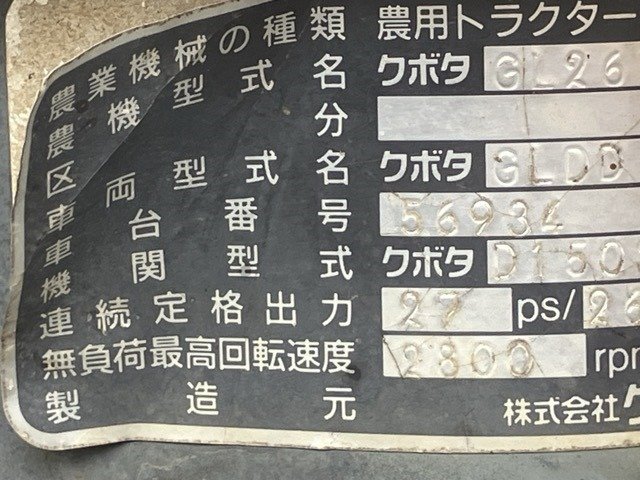 農業機械の種類 農用トラクター
農機型式名 クボタ GL26
区分
車両型式名 クボタ GLDD
車台番号 56934
機関型式 クボタ D150
連続定格出力 27 ps/26
無負荷最高回転速度 2800 rpm
製造元 株式会社ク